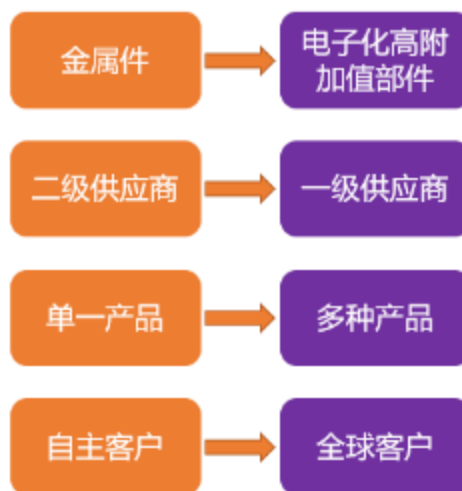 金属件
电子化高附
加值部件
二级供应商
一级供应商
单一产品
多种产品
自主客户
全球客户